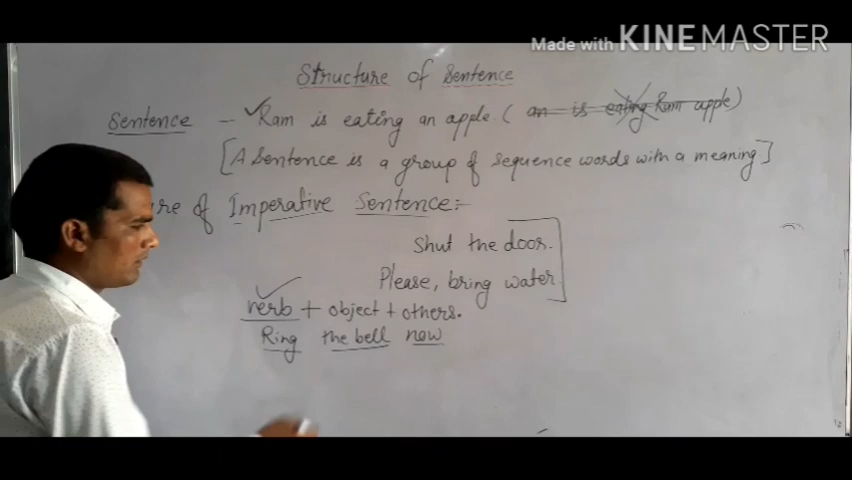 Made with KINEMASTER
Structure of Sentence
Sentence - ✓Ram is eating an apple ( an is eating Ram apple)
[A Sentence is a group of sequence words with a meaning]
re of Imperative Sentence:-
Shut the door.
Please, bring water.
verb + object + others.
Ring the bell now